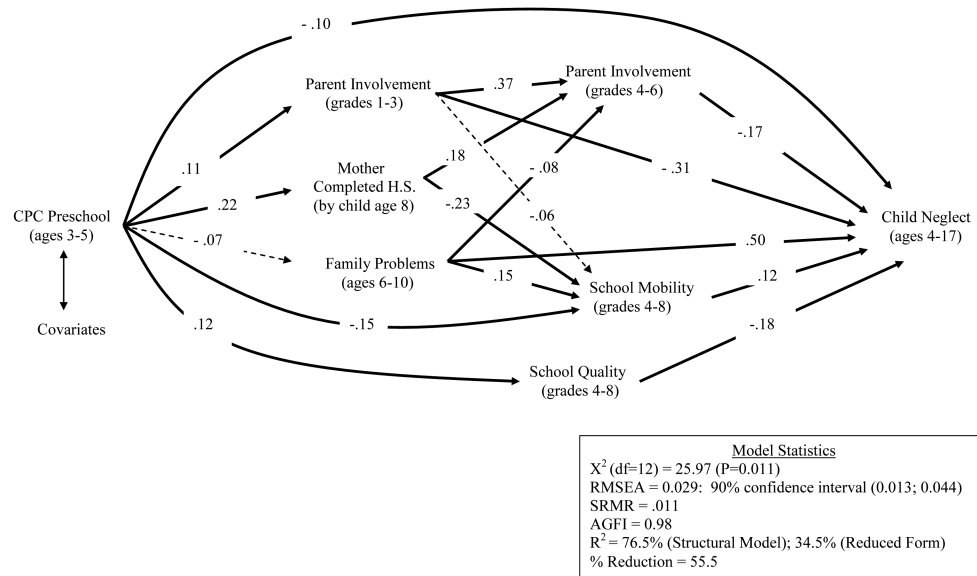 - .10
Parent Involvement
(grades 1-3)
.37
Parent Involvement
(grades 4-6)
-.17
.11
Mother
Completed H.S.
(by child age 8)
.18
- .08
- .31
.22
-.23
-.06
CPC Preschool
(ages 3-5)
Child Neglect
(ages 4-17)
- .07
.50
Family Problems
(ages 6-10)
.15
.12
School Mobility
(grades 4-8)
Covariates
.12
-.15
-.18
School Quality
(grades 4-8)
Model Statistics
X² (df=12) = 25.97 (P=0.011)
RMSEA = 0.029: 90% confidence interval (0.013; 0.044)
SRMR = .011
AGFI = 0.98
R² = 76.5% (Structural Model); 34.5% (Reduced Form)
% Reduction = 55.5